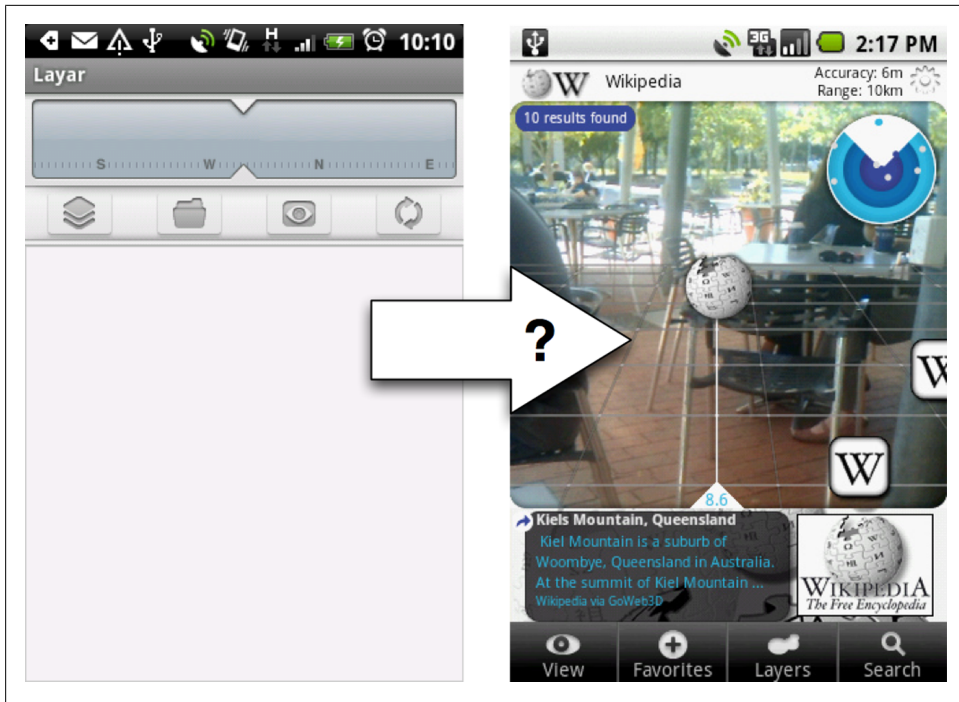 H
10:10
Layar
S W N E
?
3G
2:17 PM
W Wikipedia
Accuracy: 6m
Range: 10km
10 results found
W
W
8.6
Kiels Mountain, Queensland
Kiel Mountain is a suburb of
Woombye, Queensland in Australia.
At the summit of Kiel Mountain ...
Wikipedia via GoWeb3D
WIKIPEDIA
The Free Encyclopedia
View Favorites Layers Search